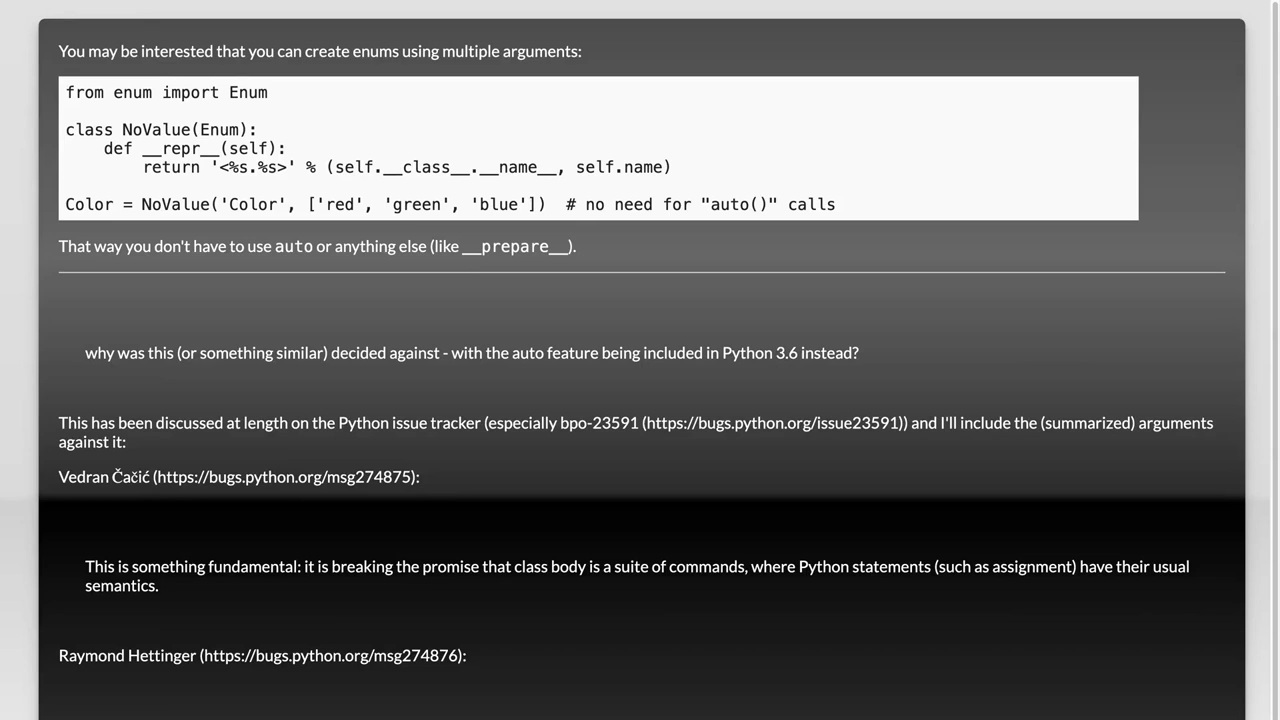 You may be interested that you can create enums using multiple arguments:
from enum import Enum
class NoValue(Enum):
    def __repr__(self):
        return '<%s.%s>' % (self.__class__.__name__, self.name)
Color = NoValue('Color', ['red', 'green', 'blue'])  # no need for "auto()" calls
That way you don't have to use auto or anything else (like __prepare__).
why was this (or something similar) decided against - with the auto feature being included in Python 3.6 instead?
This has been discussed at length on the Python issue tracker (especially bpo-23591 (https://bugs.python.org/issue23591)) and I'll include the (summarized) arguments
against it:
Vedran Čačić (https://bugs.python.org/msg274875):
This is something fundamental: it is breaking the promise that class body is a suite of commands, where Python statements (such as assignment) have their usual
semantics.
Raymond Hettinger (https://bugs.python.org/msg274876):